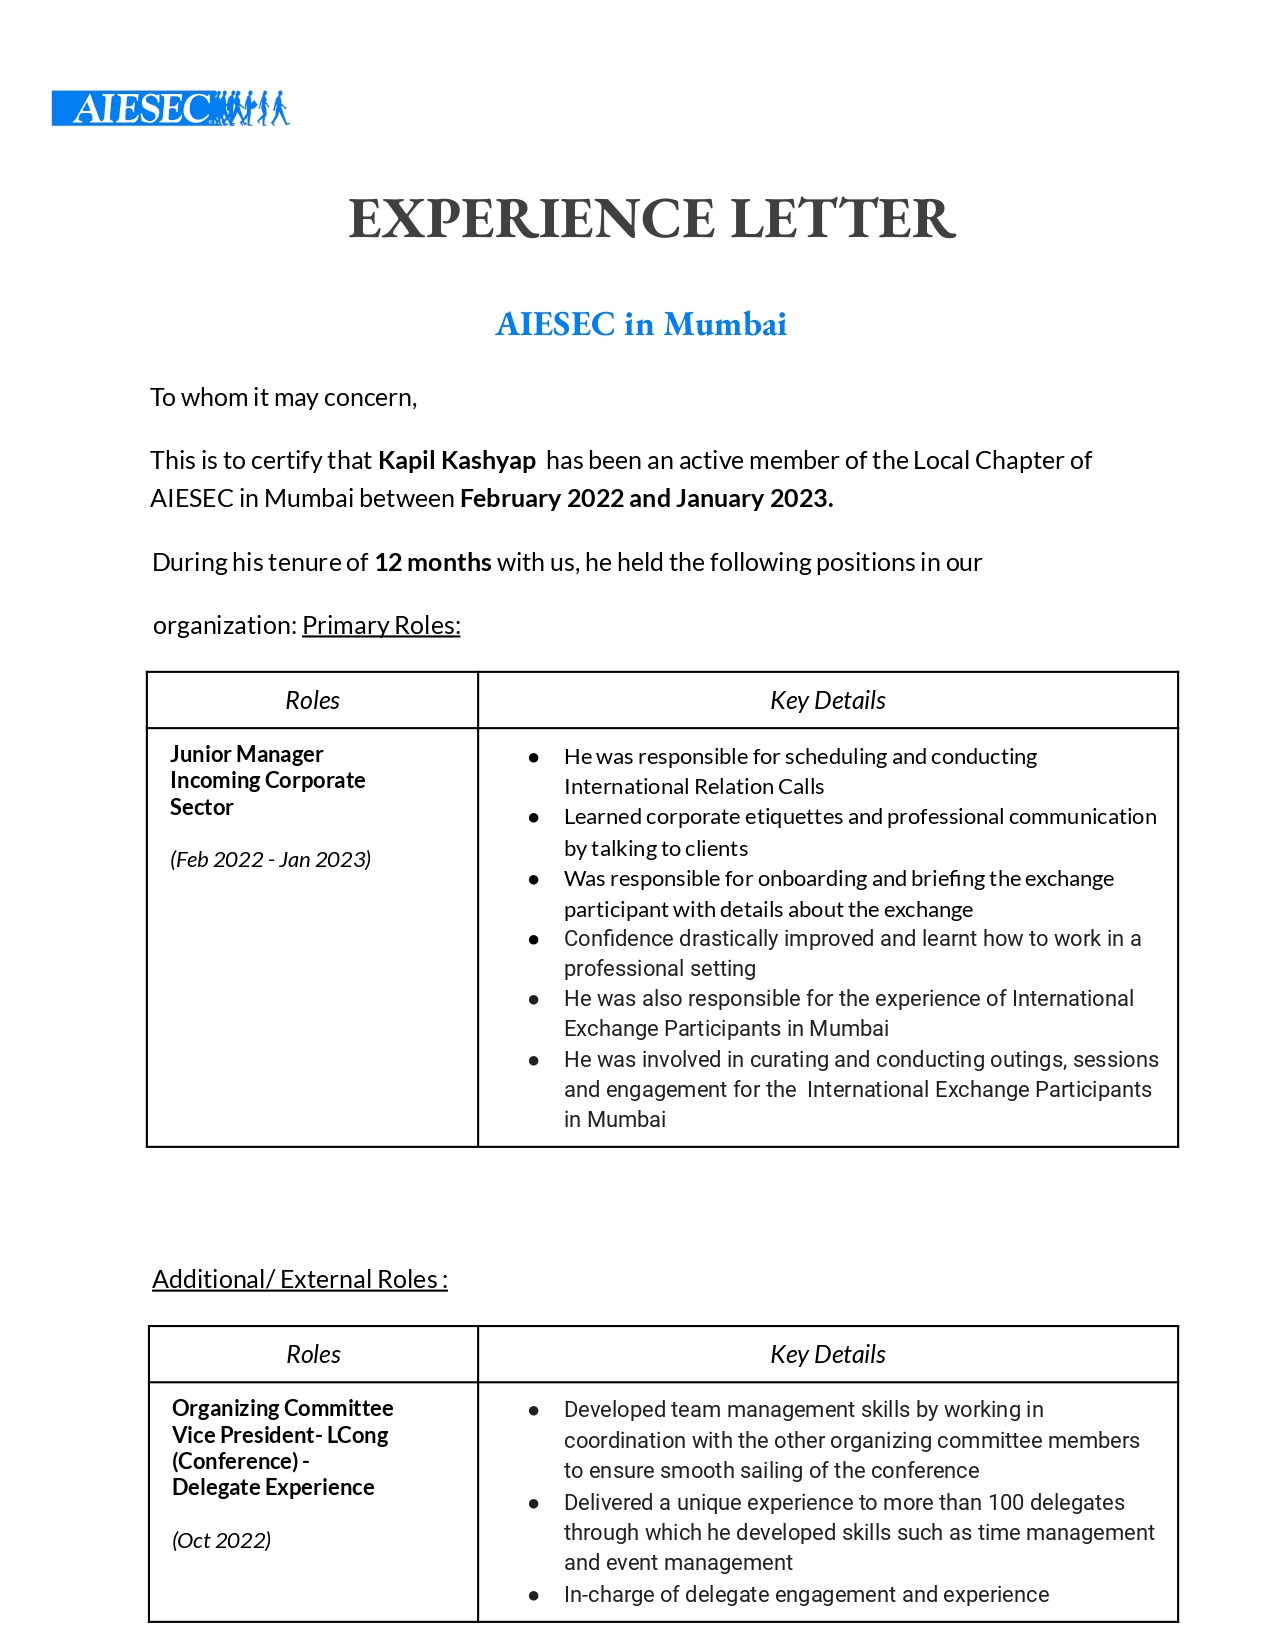 AIESEC
EXPERIENCE LETTER
AIESEC in Mumbai
To whom it may concern,
This is to certify that Kapil Kashyap has been an active member of the Local Chapter of
AIESEC in Mumbai between February 2022 and January 2023.
During his tenure of 12 months with us, he held the following positions in our
organization: Primary Roles:
Roles
Key Details
Junior Manager
Incoming Corporate
Sector
(Feb 2022 - Jan 2023)
● He was responsible for scheduling and conducting
International Relation Calls
● Learned corporate etiquettes and professional communication
by talking to clients
● Was responsible for onboarding and briefing the exchange
participant with details about the exchange
● Confidence drastically improved and learnt how to work in a
professional setting
● He was also responsible for the experience of International
Exchange Participants in Mumbai
● He was involved in curating and conducting outings, sessions
and engagement for the International Exchange Participants
in Mumbai
Additional/ External Roles :
Roles
Key Details
Organizing Committee
Vice President- LCong
(Conference) -
Delegate Experience
(Oct 2022)
● Developed team management skills by working in
coordination with the other organizing committee members
to ensure smooth sailing of the conference
● Delivered a unique experience to more than 100 delegates
through which he developed skills such as time management
and event management
● In-charge of delegate engagement and experience